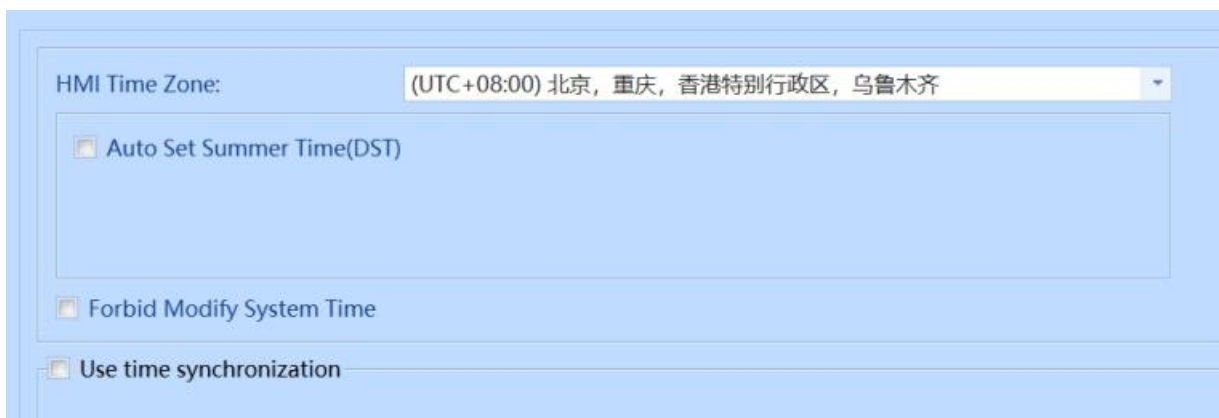 HMI Time Zone: (UTC+08:00) 北京，重庆，香港特别行政区，乌鲁木齐
Auto Set Summer Time(DST)
Forbid Modify System Time
Use time synchronization